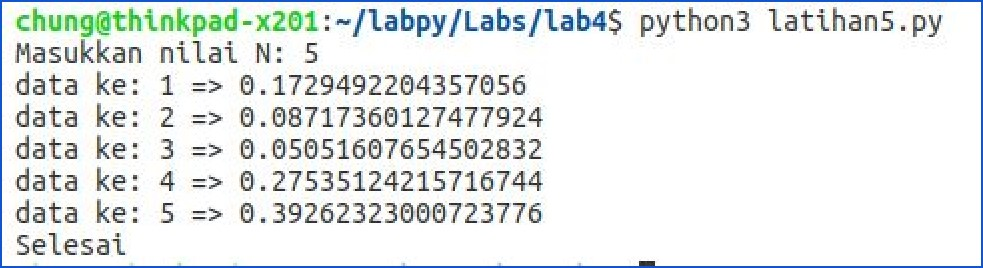 chung@thinkpad-x201:~/labpy/Labs/lab4$ python3 latihan5.py
Masukkan nilai N: 5
data ke: 1 => 0.1729492204357056
data ke: 2 => 0.08717360127477924
data ke: 3 => 0.05051607654502832
data ke: 4 => 0.27535124215716744
data ke: 5 => 0.39262323000723776
Selesai